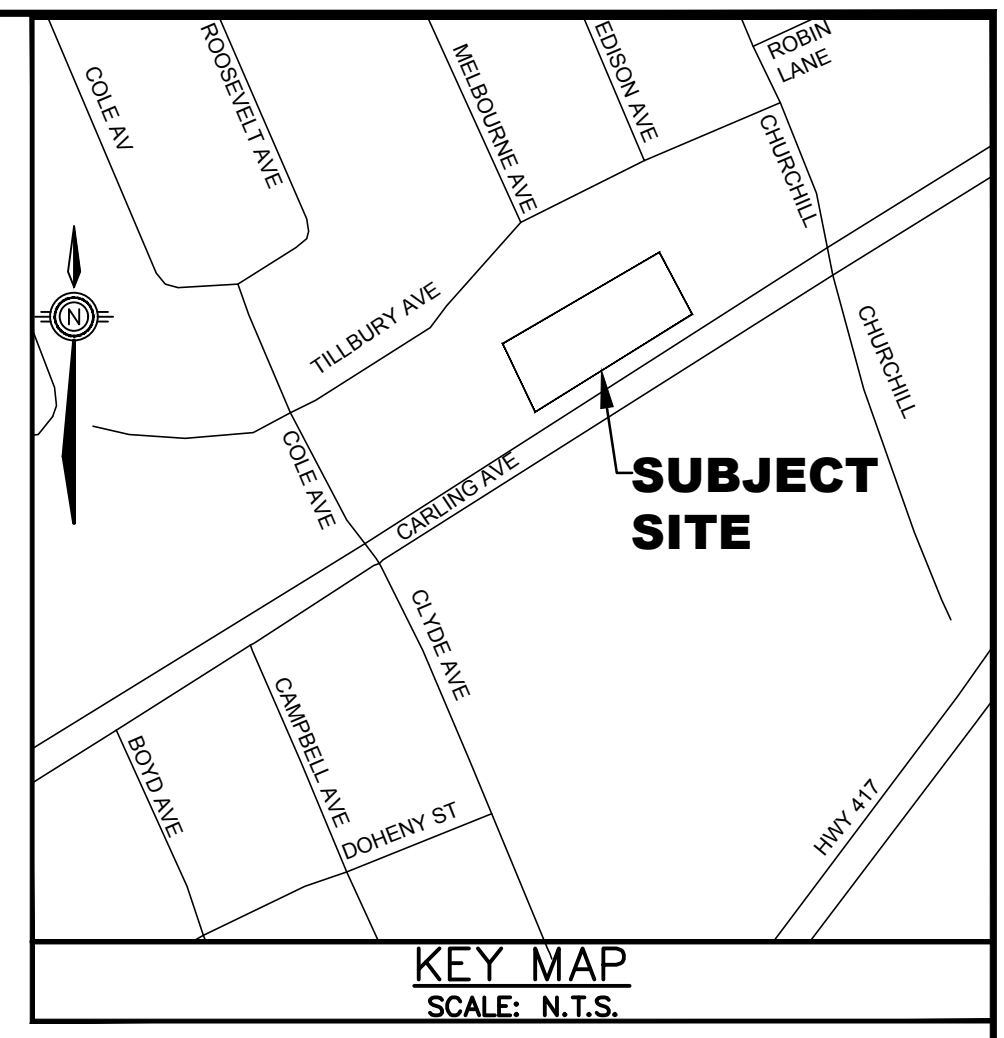 COLE AV
ROOSEVELT AVE
MELBOURNE AVE
EDISON AVE
ROBIN
LANE
CHURCHILL
N
TILLBURY AVE
CHURCHILL
COLE AVE
CARLING AVE
SUBJECT
SITE
CLYDE AVE
CAMPBELL AVE
BOYD AVE
DOHENY ST
HWY 417
KEY MAP
SCALE: N.T.S.